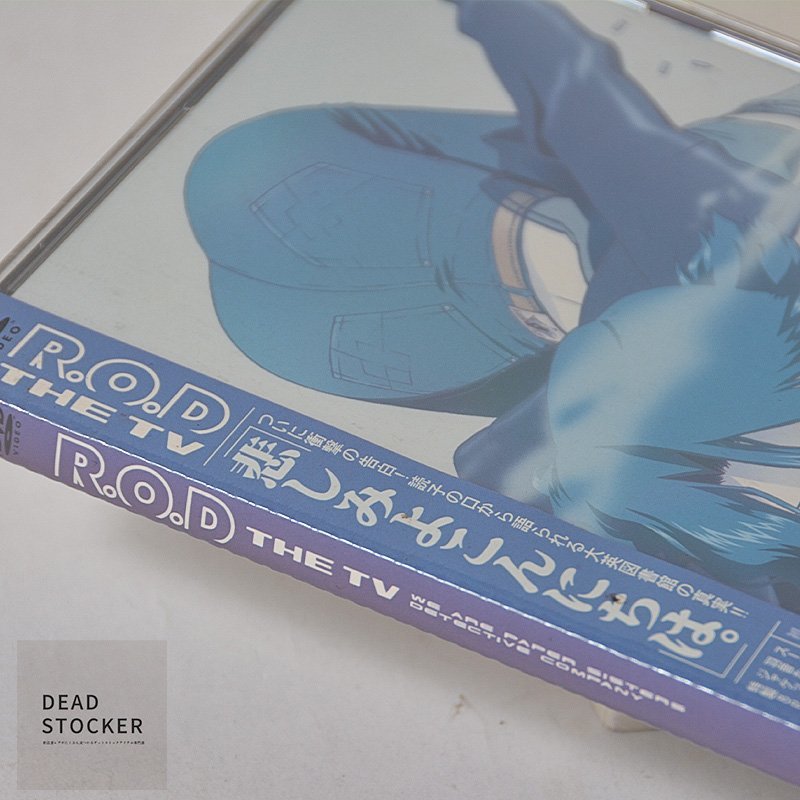 R.O.D
THE TV
ついに衝撃の告白！読子の口から語られる大英図書館の真実!!
悲しみよこんにちは。
VIDEO
R.O.D THE TV
WE ARE PAPER SISTERS
DETECTIVE COMPANY
DEAD
STOCKER